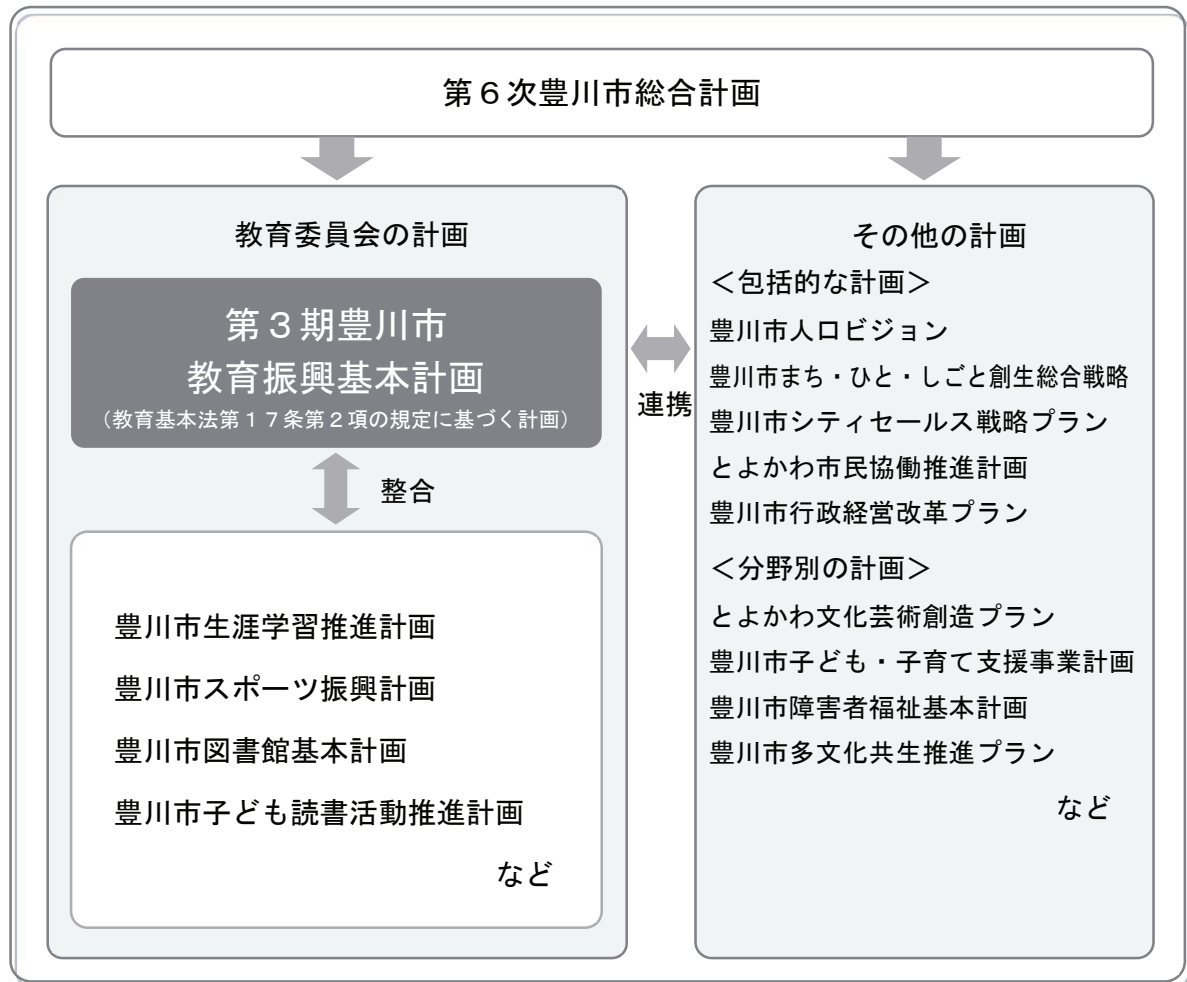 第６次豊川市総合計画
教育委員会の計画
第３期豊川市
教育振興基本計画
（教育基本法第１７条第２項の規定に基づく計画）
整合
豊川市生涯学習推進計画
豊川市スポーツ振興計画
豊川市図書館基本計画
豊川市子ども読書活動推進計画
など
連携
その他の計画
＜包括的な計画＞
豊川市人口ビジョン
豊川市まち・ひと・しごと創生総合戦略
豊川市シティセールス戦略プラン
とよかわ市民協働推進計画
豊川市行政経営改革プラン
＜分野別の計画＞
とよかわ文化芸術創造プラン
豊川市子ども・子育て支援事業計画
豊川市障害者福祉基本計画
豊川市多文化共生推進プラン
など